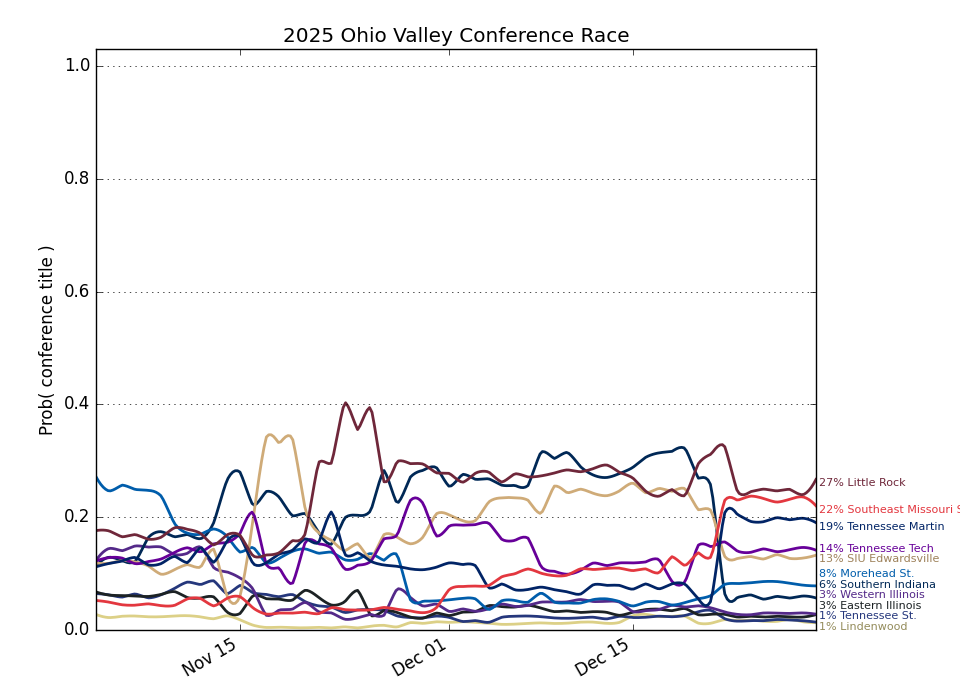 2025 Ohio Valley Conference Race
Prob( conference title )
1.0
0.8
0.6
0.4
0.2
0.0
Nov 15
Dec 01
Dec 15
27% Little Rock
22% Southeast Missouri S
19% Tennessee Martin
14% Tennessee Tech
13% SIU Edwardsville
8% Morehead St.
6% Southern Indiana
3% Western Illinois
3% Eastern Illinois
1% Tennessee St.
1% Lindenwood